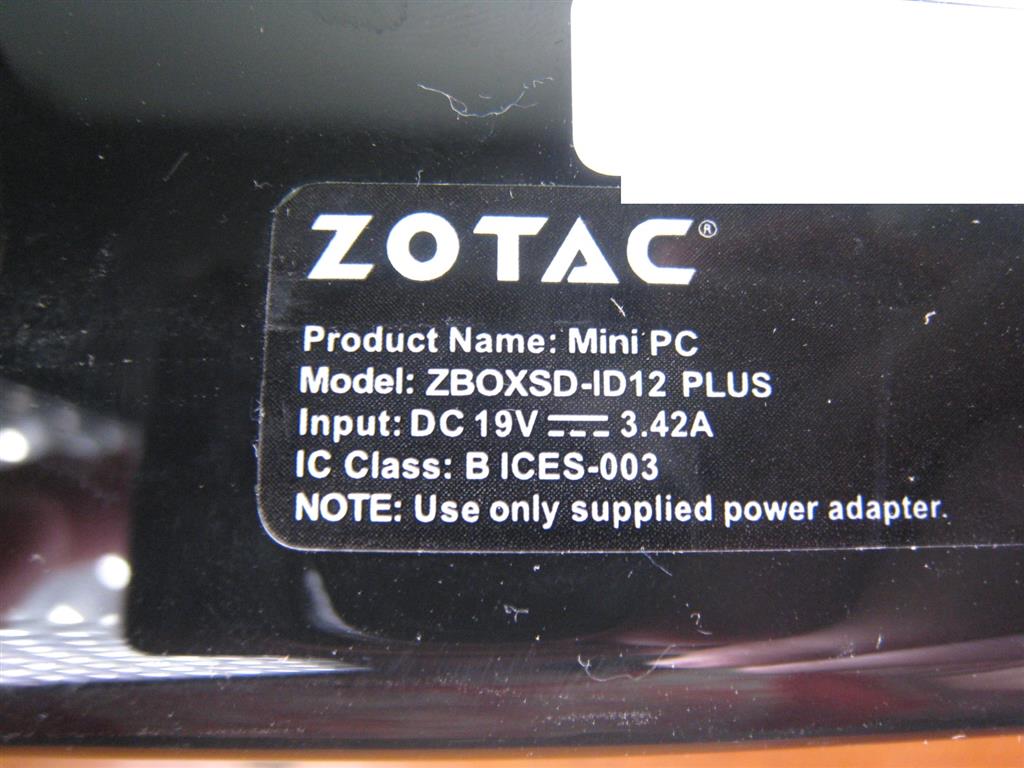 ZOTAC®
Product Name: Mini PC
Model: ZBOXSD-ID12 PLUS
Input: DC 19V ⎓ 3.42A
IC Class: B ICES-003
NOTE: Use only supplied power adapter.